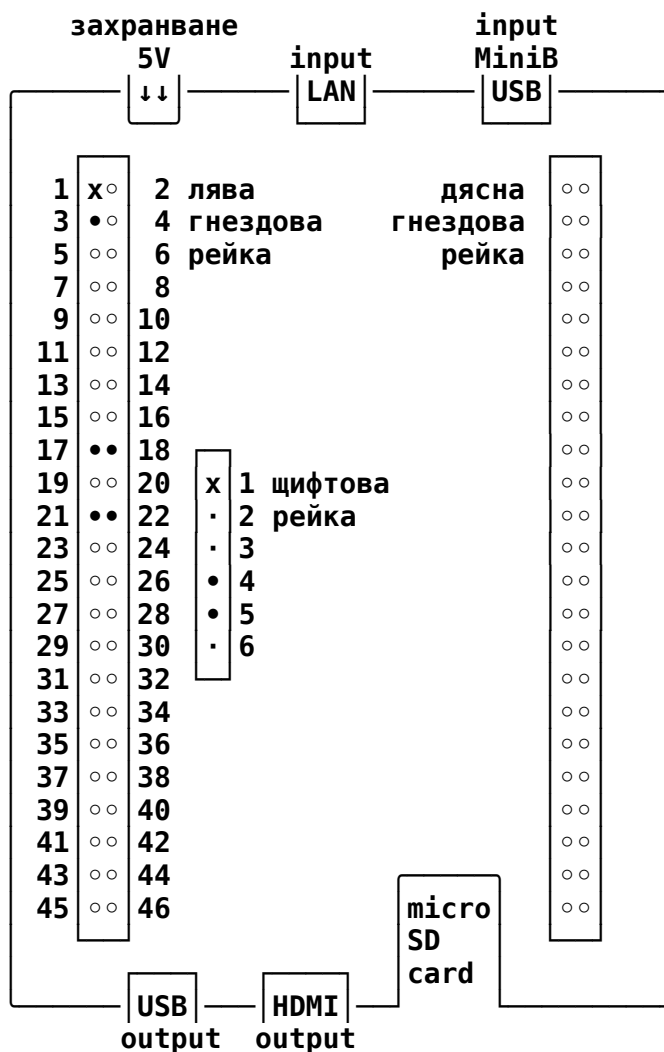 захранване input
5V input MiniB
↓↓ LAN USB
1 x○ 2 лява дясна ○○
3 •○ 4 гнездова гнездова ○○
5 ○○ 6 рейка рейка ○○
7 ○○ 8 ○○
9 ○○ 10 ○○
11 ○○ 12 ○○
13 ○○ 14 ○○
15 ○○ 16 ○○
17 •• 18 ○○
19 ○○ 20 x 1 щифтова ○○
21 •• 22 · 2 рейка ○○
23 ○○ 24 · 3 ○○
25 ○○ 26 • 4 ○○
27 ○○ 28 • 5 ○○
29 ○○ 30 · 6 ○○
31 ○○ 32 ○○
33 ○○ 34 ○○
35 ○○ 36 ○○
37 ○○ 38 ○○
39 ○○ 40 ○○
41 ○○ 42 ○○
43 ○○ 44 ○○
45 ○○ 46 micro ○○
SD
card
USB HDMI
output output